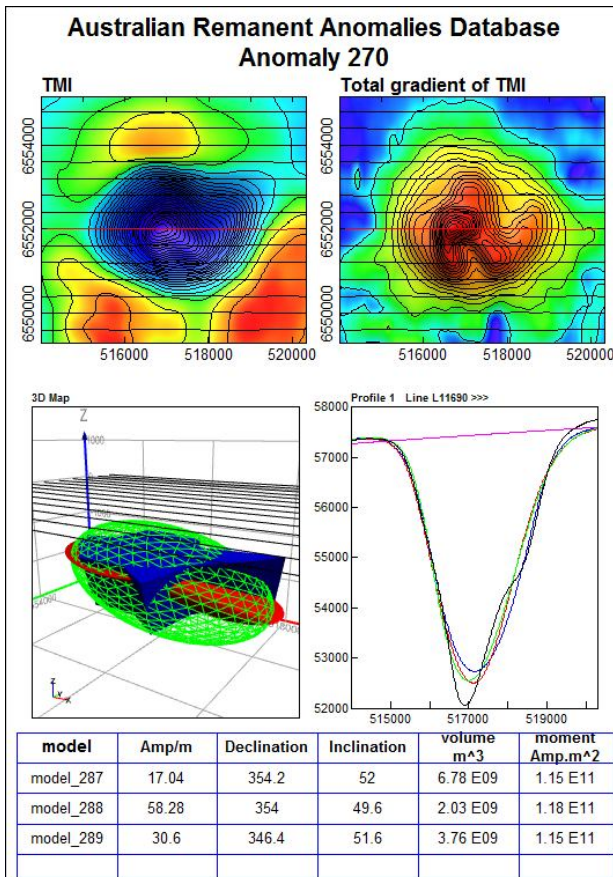 Australian Remanent Anomalies Database
Anomaly 270
TMI
Total gradient of TMI
6554000
6552000
6550000
516000 518000 520000
6554000
6552000
6550000
516000 518000 520000
3D Map
Z
Profile 1 Line L11690 >>>
58000
57000
56000
55000
54000
53000
52000
515000 517000 519000
z
Y
x
model Amp/m Declination Inclination volume m^3 moment Amp.m^2
model_287 17.04 354.2 52 6.78 E09 1.15 E11
model_288 58.28 354 49.6 2.03 E09 1.18 E11
model_289 30.6 346.4 51.6 3.76 E09 1.15 E11